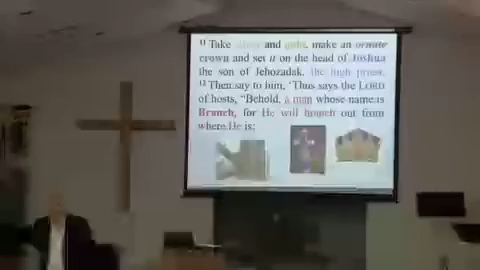 11 Take silver and gold, make an ornate
crown and set it on the head of Joshua
the son of Jehozadak, the high priest.
12 Then say to him, 'Thus says the LORD
of hosts, "Behold, a man whose name is
Branch, for He will branch out from
where He is;